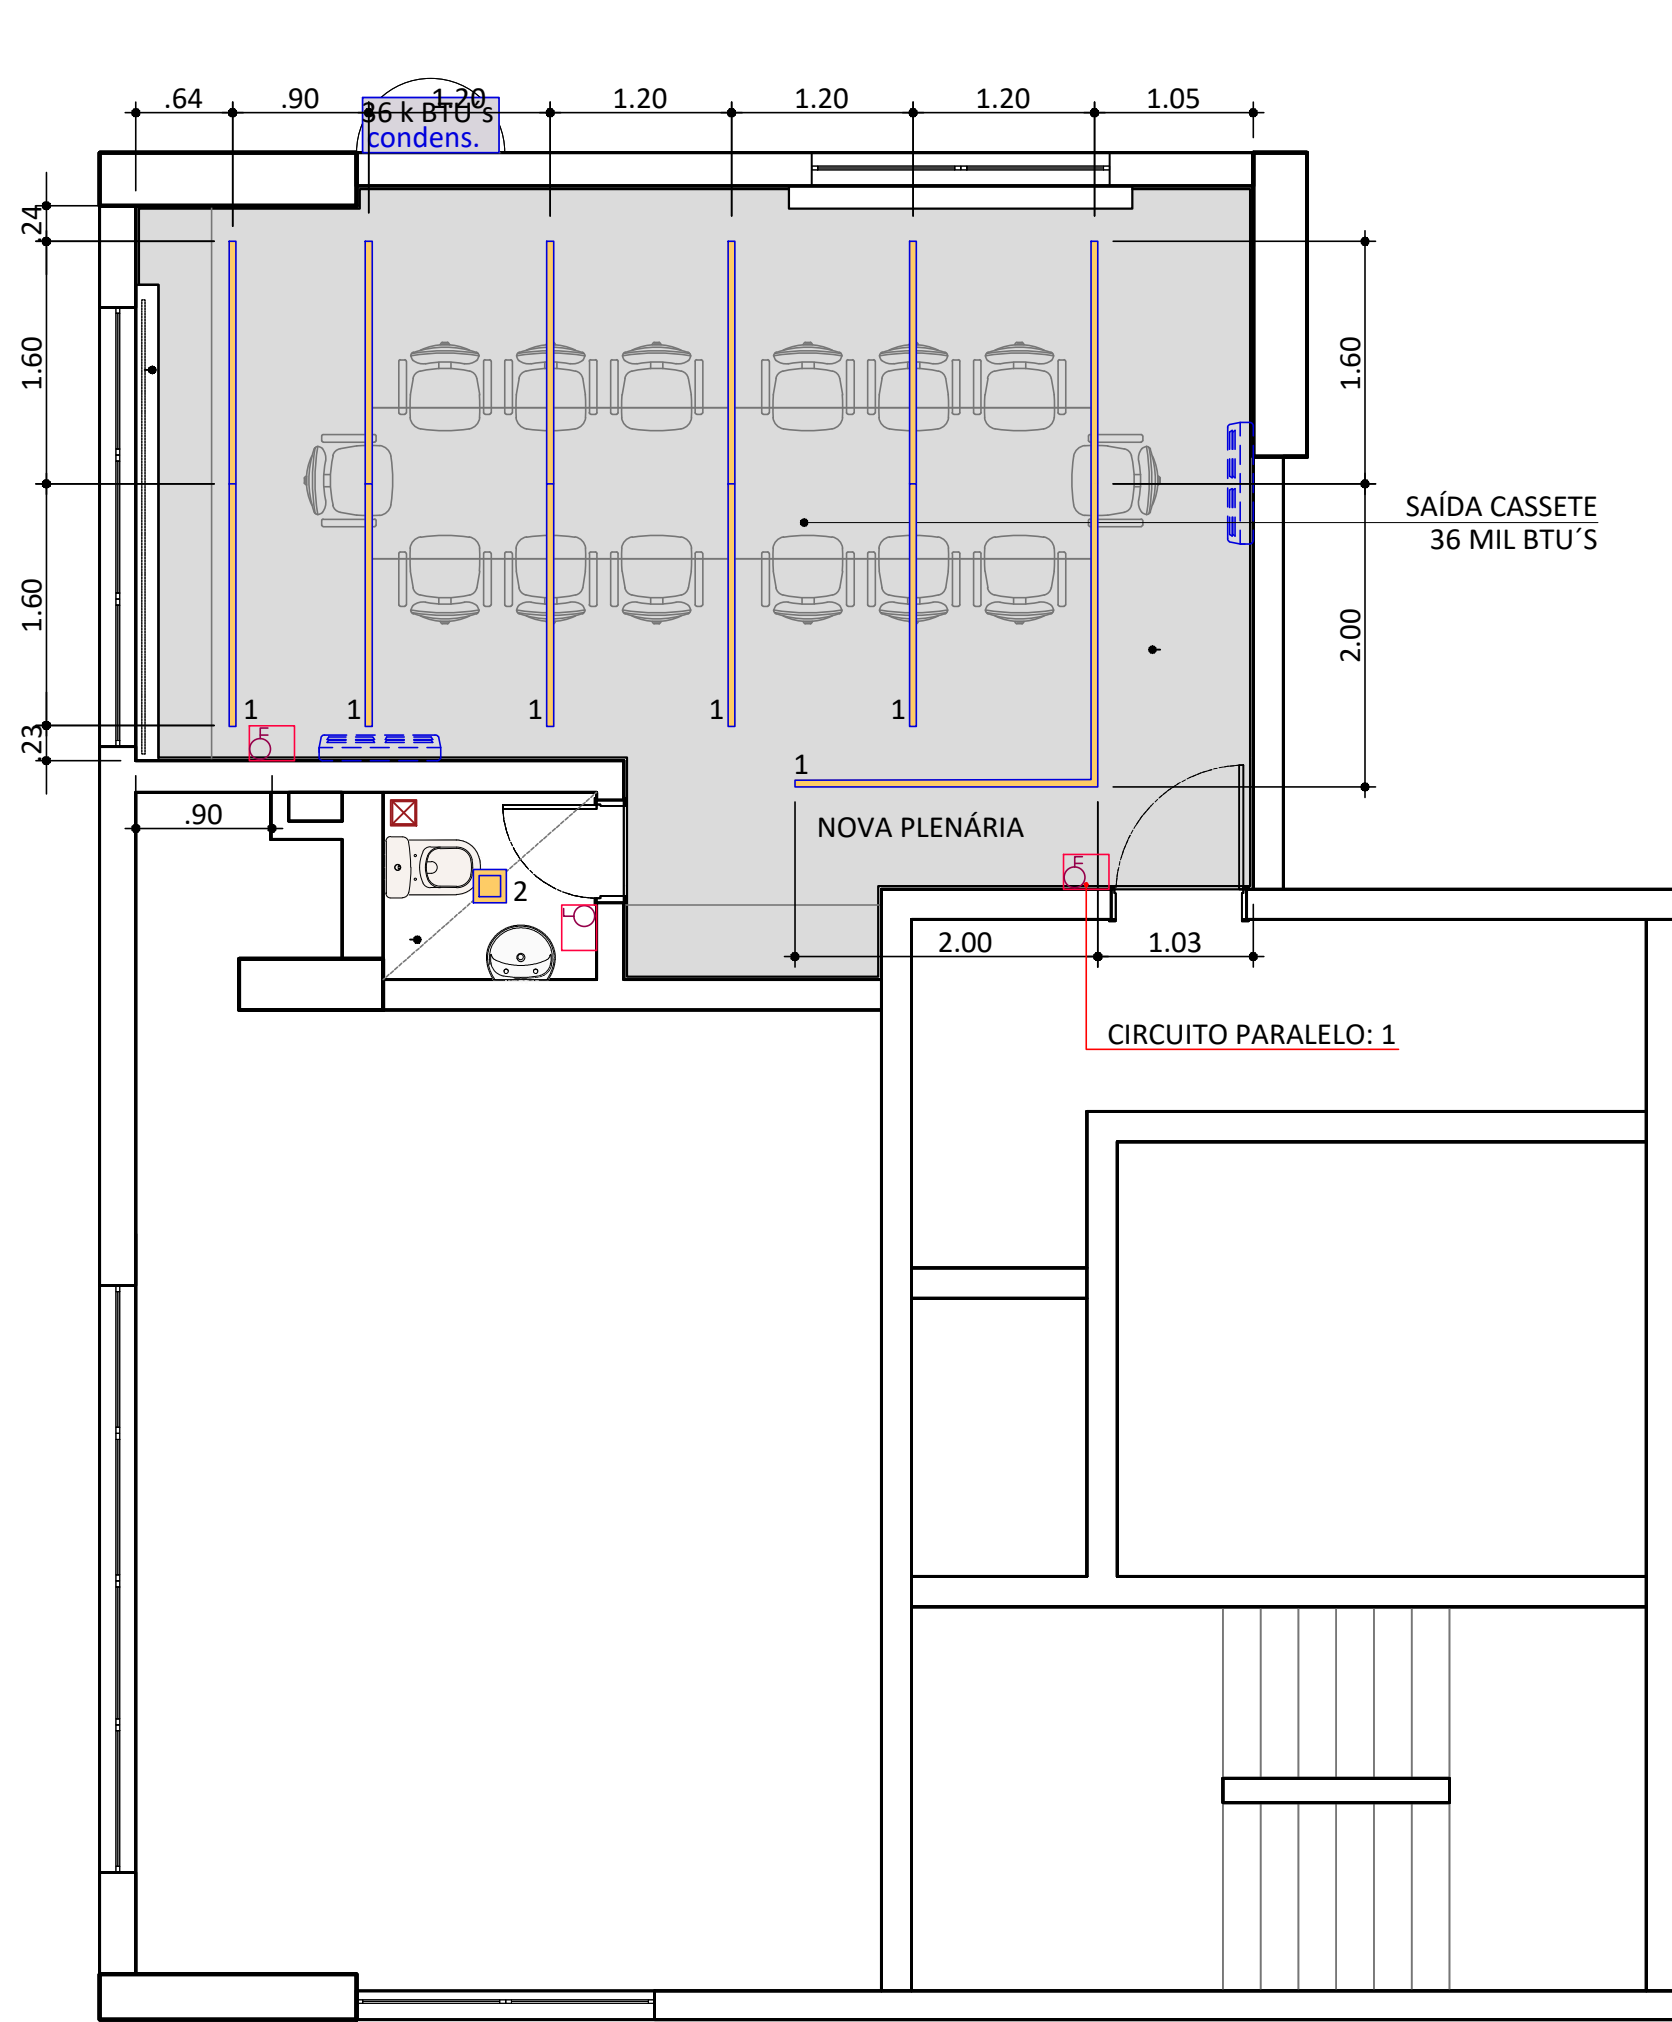 .64
.90
1.20
1.20
1.20
1.20
1.05
36 k BTU´s
condens.
.24
1.60
1.60
1.60
.23
2.00
SAÍDA CASSETE
36 MIL BTU´S
1
1
1
1
1
1
F
.90
NOVA PLENÁRIA
F
2
F
2.00
1.03
CIRCUITO PARALELO: 1